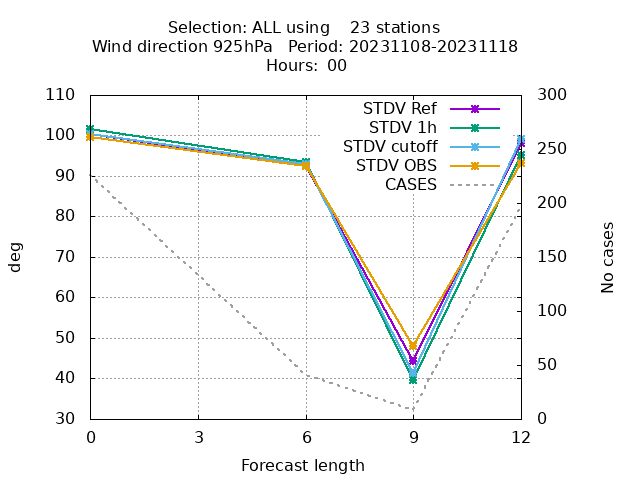 Selection: ALL using    23 stations
Wind direction 925hPa   Period: 20231108-20231118
Hours: 00
110
100
90
80
70
60
50
40
30
deg
300
250
200
150
100
50
0
No cases
STDV Ref
STDV 1h
STDV cutoff
STDV OBS
CASES
0 3 6 9 12
Forecast length